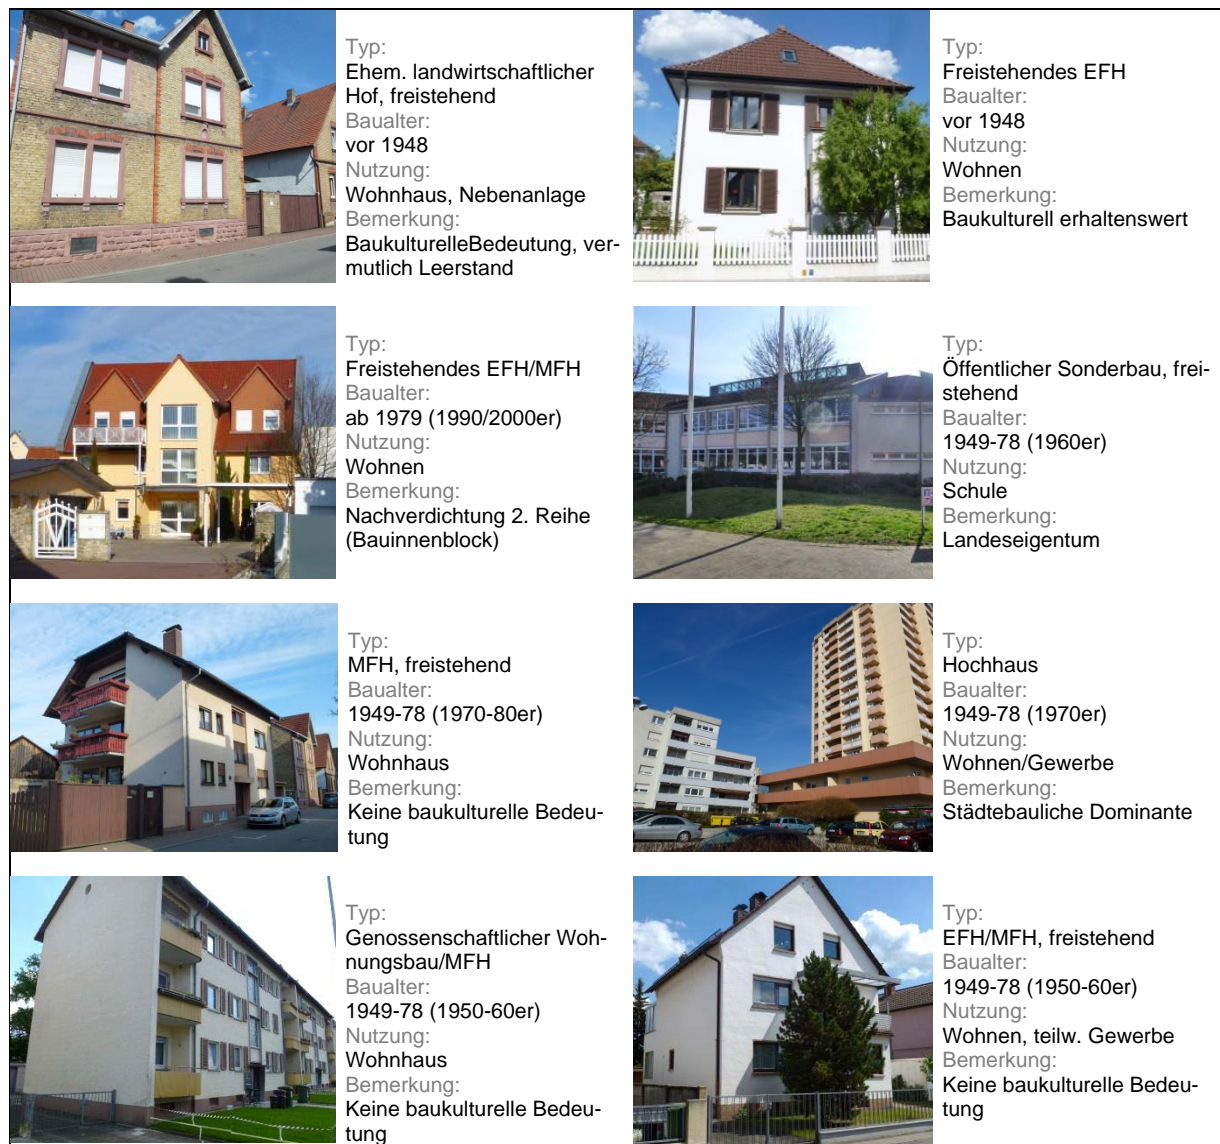 Typ:
Ehem. landwirtschaftlicher
Hof, freistehend
Baualter:
vor 1948
Nutzung:
Wohnhaus, Nebenanlage
Bemerkung:
BaukulturelleBedeutung, ver-
mutlich Leerstand
Typ:
Freistehendes EFH
Baualter:
vor 1948
Nutzung:
Wohnen
Bemerkung:
Baukulturell erhaltenswert
Typ:
Freistehendes EFH/MFH
Baualter:
ab 1979 (1990/2000er)
Nutzung:
Wohnen
Bemerkung:
Nachverdichtung 2. Reihe
(Bauinnenblock)
Typ:
Öffentlicher Sonderbau, frei-
stehend
Baualter:
1949-78 (1960er)
Nutzung:
Schule
Bemerkung:
Landeseigentum
Typ:
MFH, freistehend
Baualter:
1949-78 (1970-80er)
Nutzung:
Wohnhaus
Bemerkung:
Keine baukulturelle Bedeu-
tung
Typ:
Hochhaus
Baualter:
1949-78 (1970er)
Nutzung:
Wohnen/Gewerbe
Bemerkung:
Städtebauliche Dominante
Typ:
Genossenschaftlicher Woh-
nungsbau/MFH
Baualter:
1949-78 (1950-60er)
Nutzung:
Wohnhaus
Bemerkung:
Keine baukulturelle Bedeu-
tung
Typ:
EFH/MFH, freistehend
Baualter:
1949-78 (1950-60er)
Nutzung:
Wohnen, teilw. Gewerbe
Bemerkung:
Keine baukulturelle Bedeu-
tung